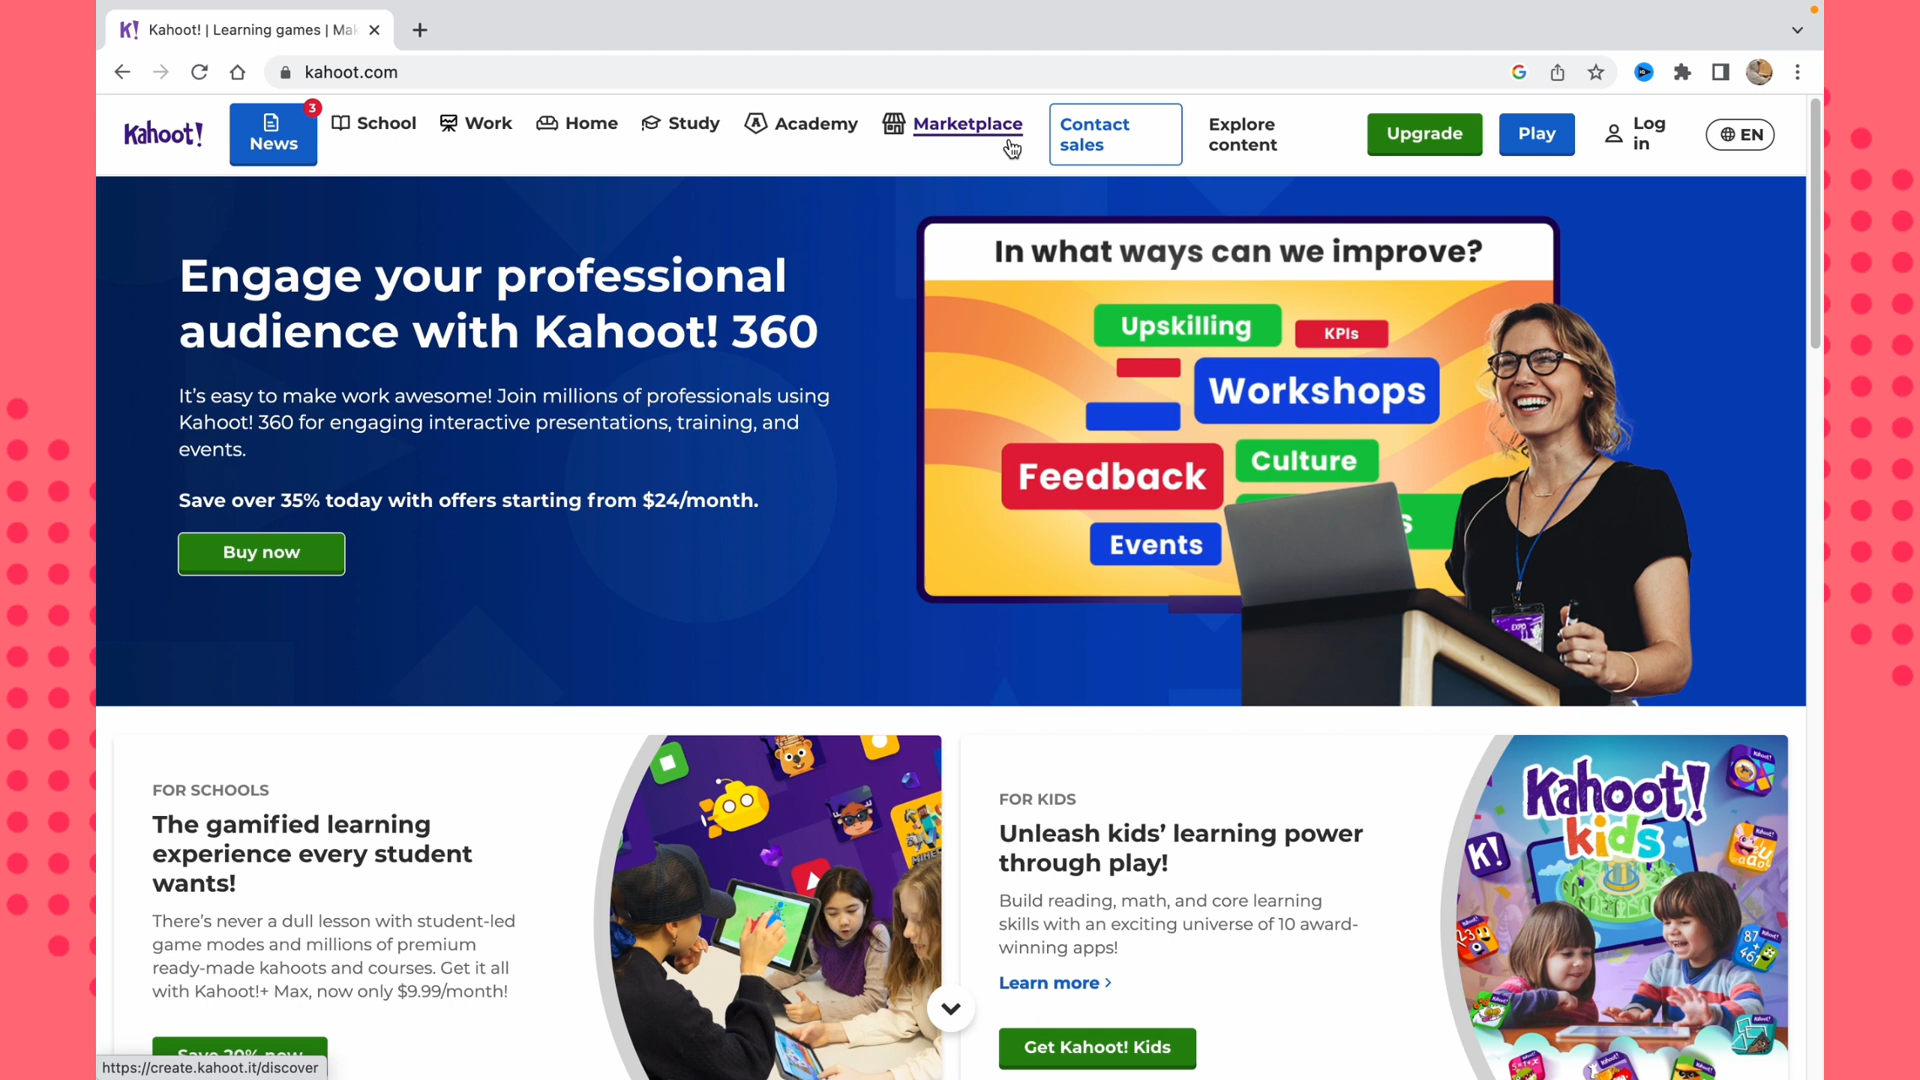 Kahoot! | Learning games | Mak
kahoot.com
Kahoot!
News
3
School
Work
Home
Study
Academy
Marketplace
Contact
sales
Explore
content
Upgrade
Play
Log
in
EN
Engage your professional
audience with Kahoot! 360
It's easy to make work awesome! Join millions of professionals using
Kahoot! 360 for engaging interactive presentations, training, and
events.
Save over 35% today with offers starting from $24/month.
Buy now
In what ways can we improve?
Upskilling
KPIs
Workshops
Feedback
Culture
s
Events
EXPO
FOR SCHOOLS
The gamified learning
experience every student
wants!
There's never a dull lesson with student-led
game modes and millions of premium
ready-made kahoots and courses. Get it all
with Kahoot!+ Max, now only $9.99/month!
Save 20% now
FOR KIDS
Unleash kids' learning power
through play!
Build reading, math, and core learning
skills with an exciting universe of 10 award-
winning apps!
Learn more ›
Get Kahoot! Kids
Kahoot!
kids
K!
https://create.kahoot.it/discover